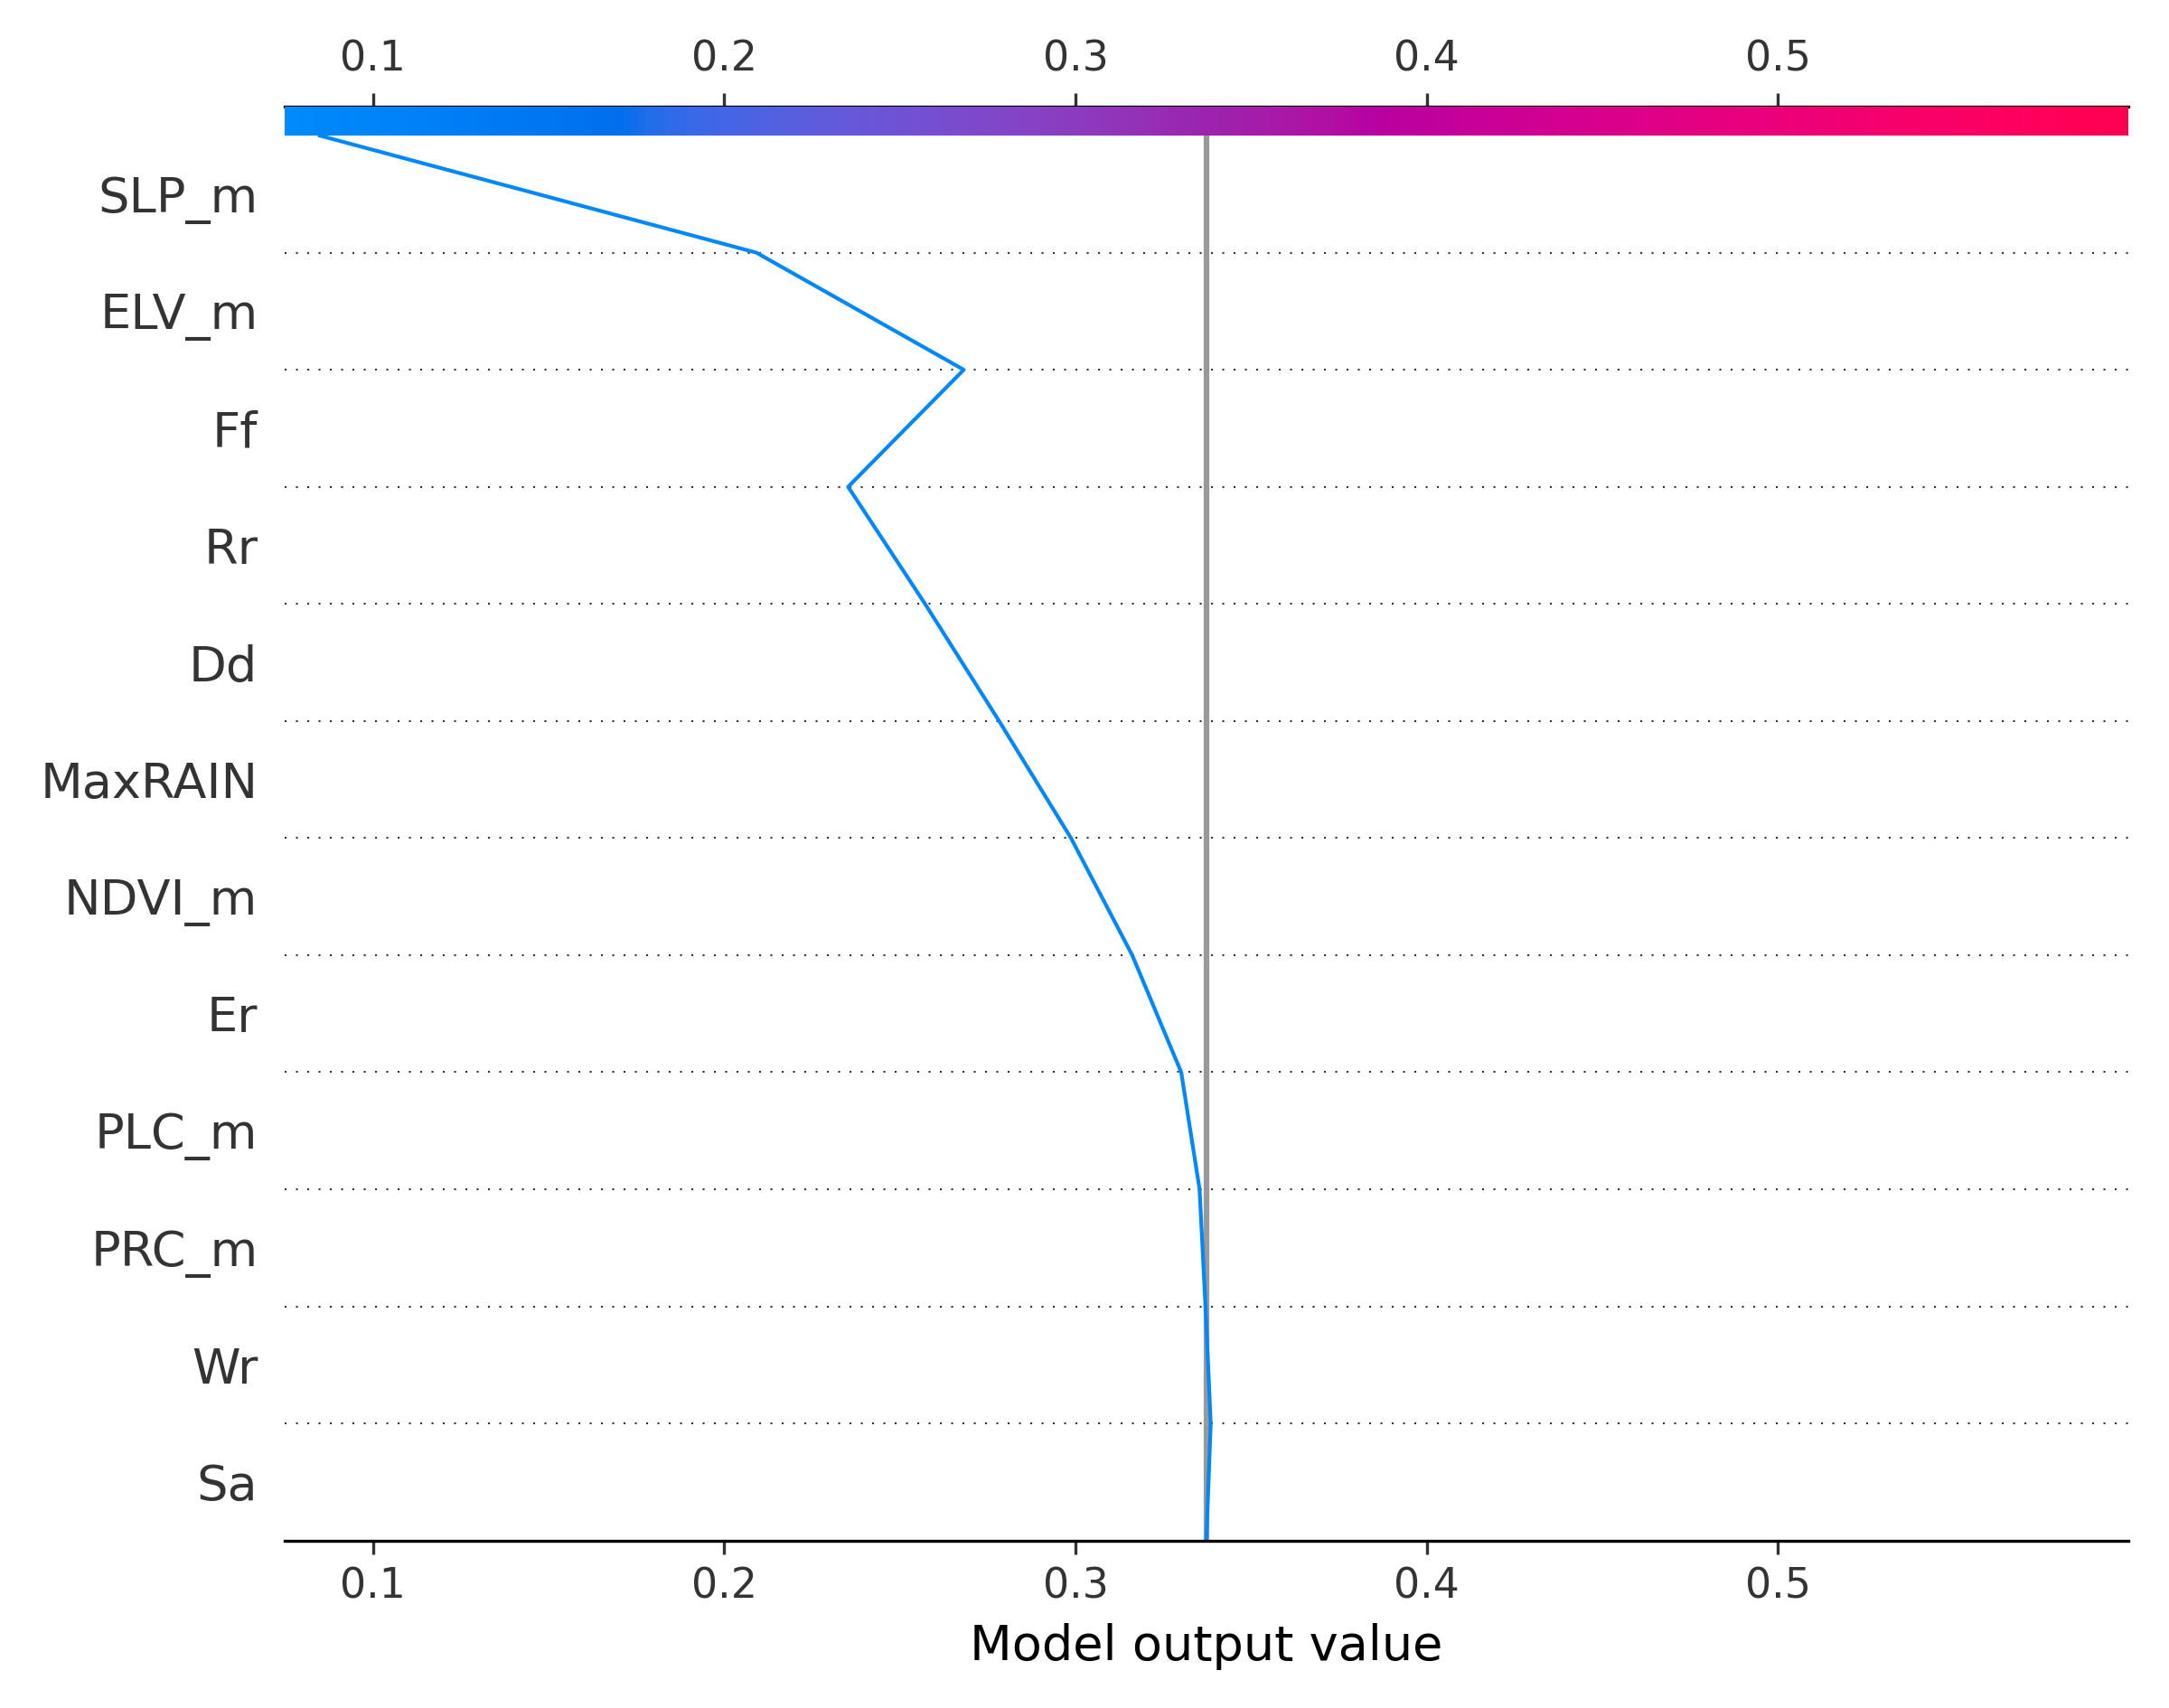 0.1 0.2 0.3 0.4 0.5
SLP_m
ELV_m
Ff
Rr
Dd
MaxRAIN
NDVI_m
Er
PLC_m
PRC_m
Wr
Sa
0.1 0.2 0.3 0.4 0.5
Model output value